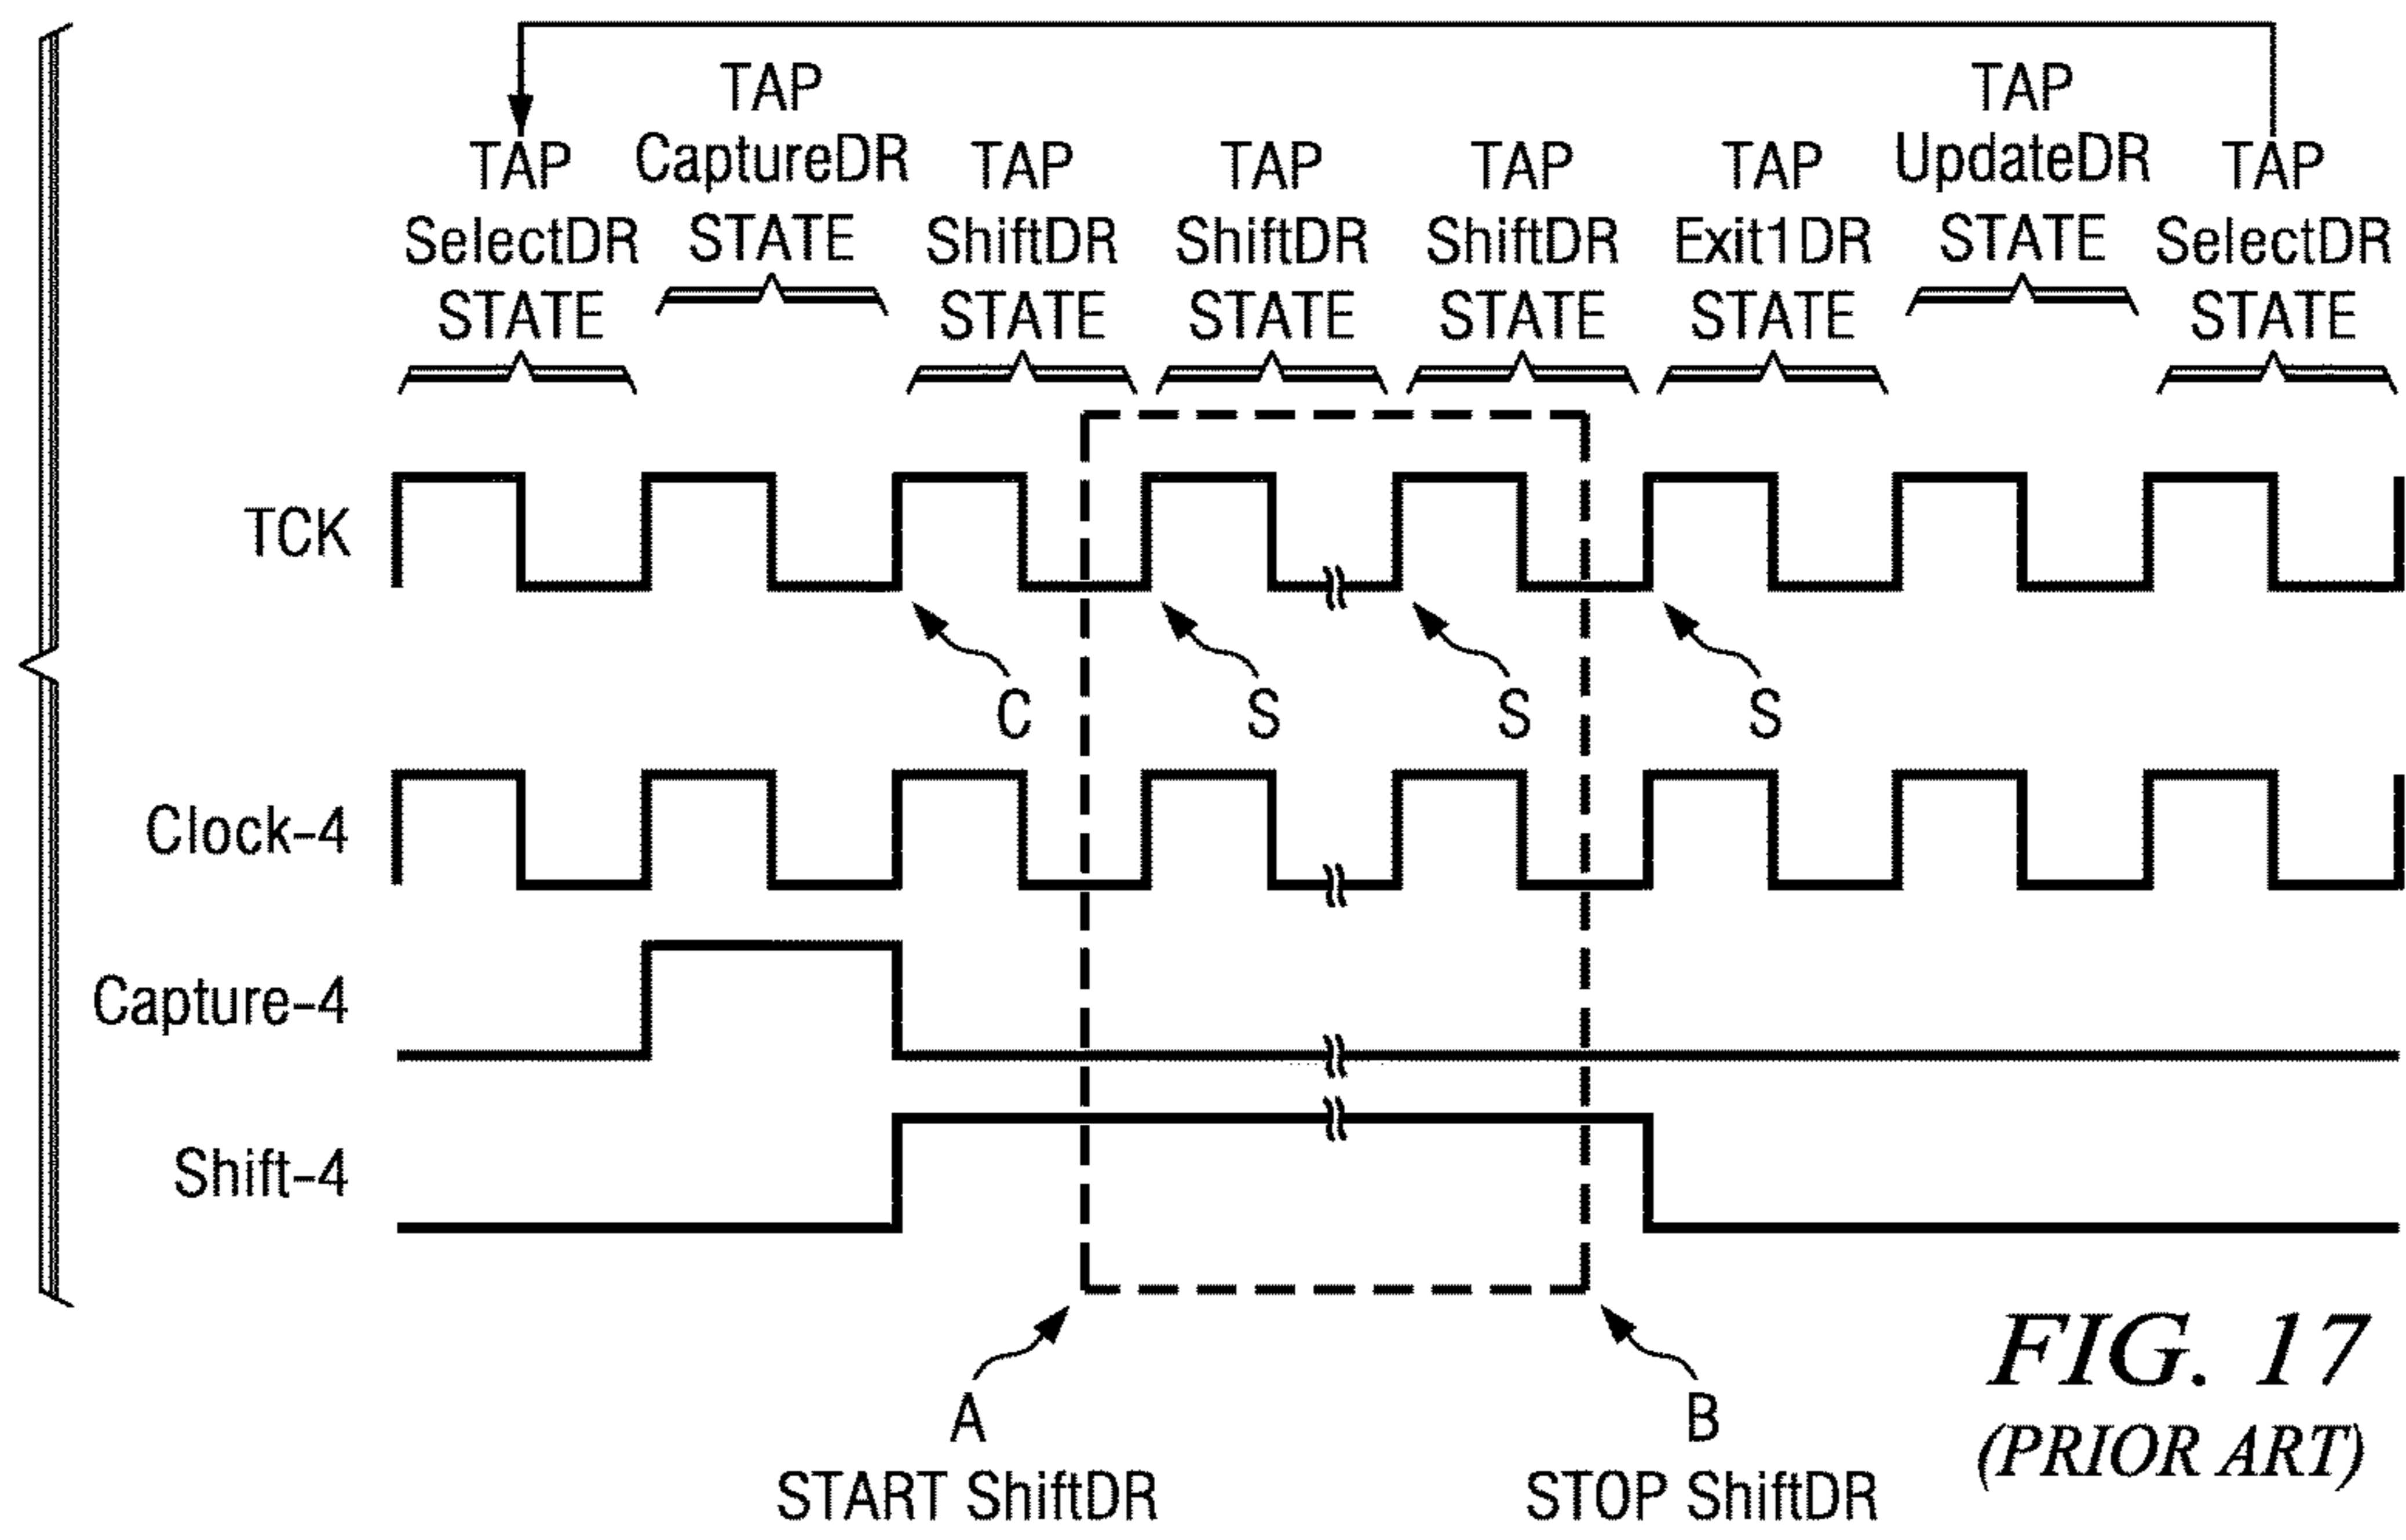 TAP
SelectDR
STATE
TAP
CaptureDR
STATE
TAP
ShiftDR
STATE
TAP
ShiftDR
STATE
TAP
ShiftDR
STATE
TAP
Exit1DR
STATE
TAP
UpdateDR
STATE
TAP
SelectDR
STATE
TCK
C
S
S
S
Clock-4
Capture-4
Shift-4
A
START ShiftDR
B
STOP ShiftDR
FIG. 17
(PRIOR ART)